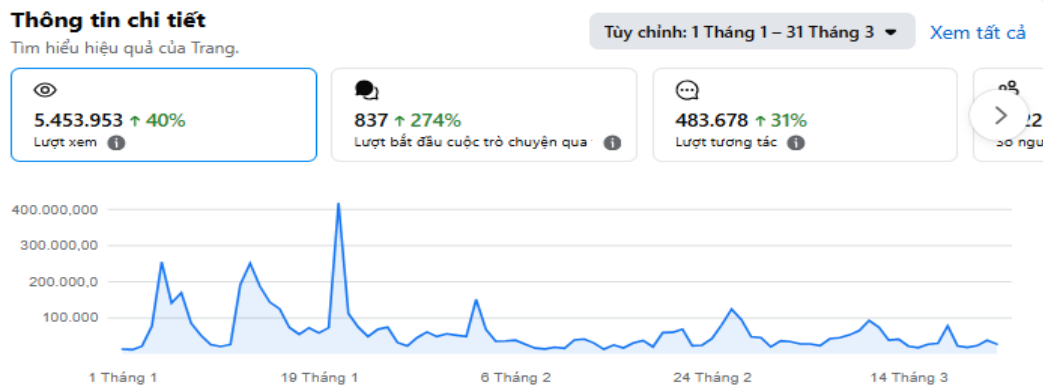 Thông tin chi tiết
Tìm hiểu hiệu quả của Trang.
Tùy chỉnh: 1 Tháng 1 – 31 Tháng 3
Xem tất cả
5.453.953 ↑ 40%
Lượt xem
837 ↑ 274%
Lượt bắt đầu cuộc trò chuyện qua
483.678 ↑ 31%
Lượt tương tác
400.000,000
300.000,00
200.000,0
100.000
1 Tháng 1
19 Tháng 1
6 Tháng 2
24 Tháng 2
14 Tháng 3